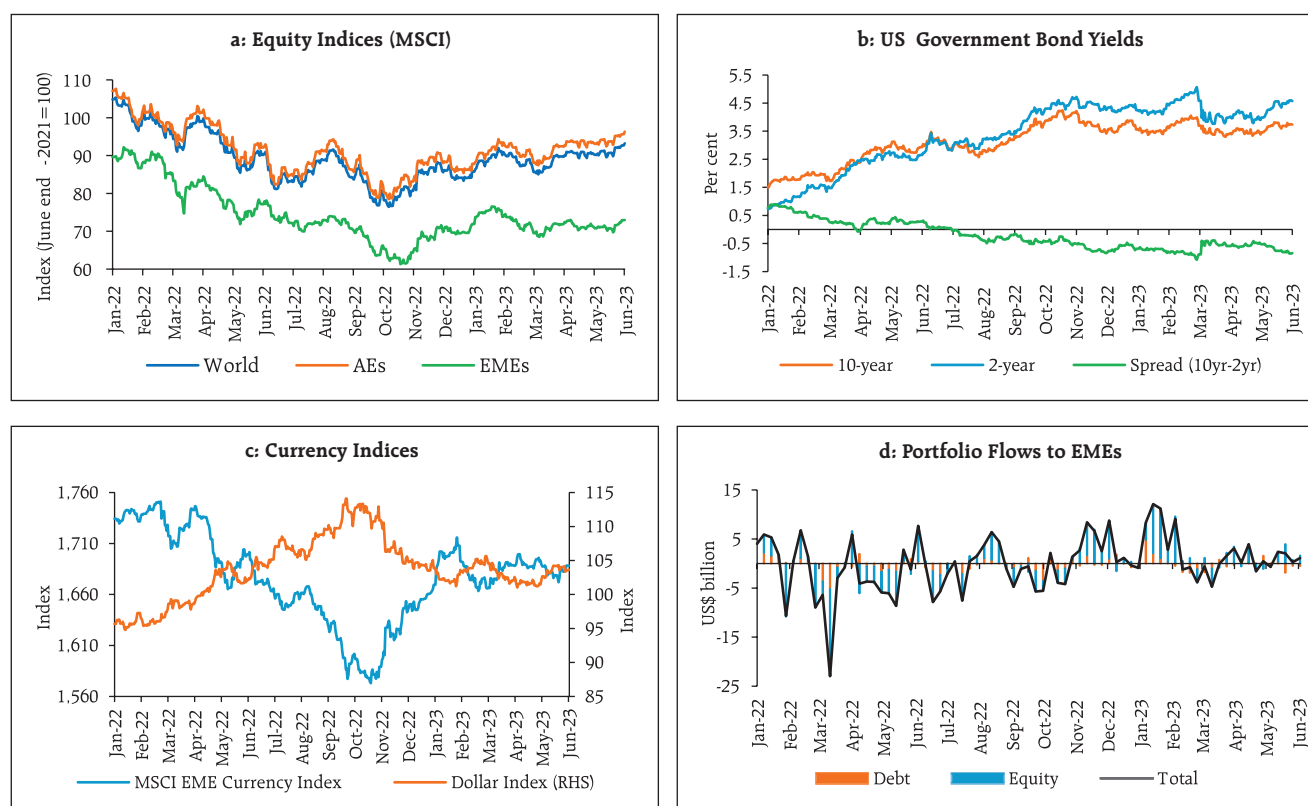 a: Equity Indices (MSCI)
Index (June end -2021=100)
110
100
90
80
70
60
Jan-22
Feb-22
Mar-22
Apr-22
May-22
Jun-22
Jul-22
Aug-22
Sep-22
Oct-22
Nov-22
Dec-22
Jan-23
Feb-23
Mar-23
Apr-23
May-23
Jun-23
World AEs EMEs
b: US Government Bond Yields
Per cent
5.5
4.5
3.5
2.5
1.5
0.5
-0.5
-1.5
Jan-22
Feb-22
Mar-22
Apr-22
May-22
Jun-22
Jul-22
Aug-22
Sep-22
Oct-22
Nov-22
Dec-22
Jan-23
Feb-23
Mar-23
Apr-23
May-23
Jun-23
10-year 2-year Spread (10yr-2yr)
c: Currency Indices
Index
1,760
1,710
1,660
1,610
1,560
115
110
105
100
95
90
85
Index
Jan-22
Feb-22
Mar-22
Apr-22
May-22
Jun-22
Jul-22
Aug-22
Sep-22
Oct-22
Nov-22
Dec-22
Jan-23
Feb-23
Mar-23
Apr-23
May-23
Jun-23
MSCI EME Currency Index Dollar Index (RHS)
d: Portfolio Flows to EMEs
US$ billion
15
5
-5
-15
-25
Jan-22
Feb-22
Mar-22
Apr-22
May-22
Jun-22
Jul-22
Aug-22
Sep-22
Oct-22
Nov-22
Dec-22
Jan-23
Feb-23
Mar-23
Apr-23
May-23
Jun-23
Debt Equity Total